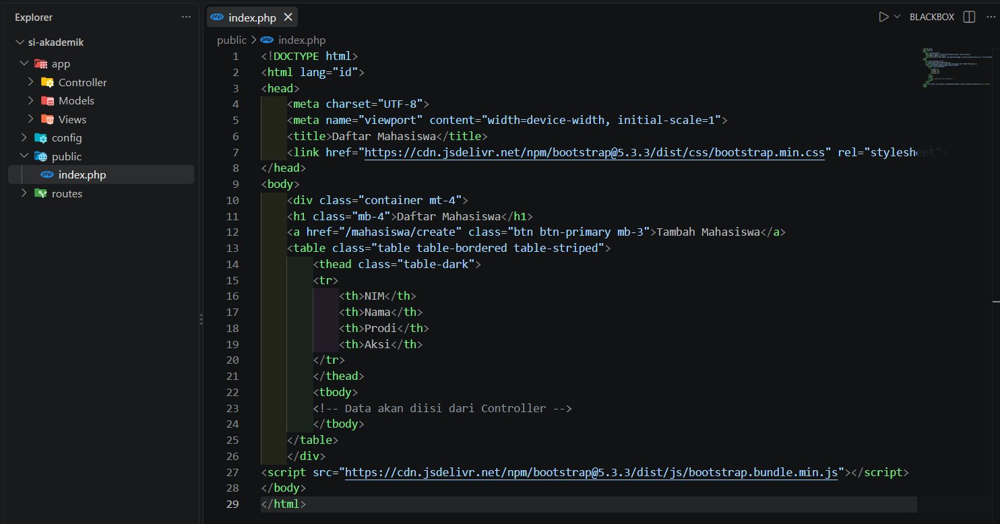 Explorer
si-akademik
app
Controller
Models
Views
config
public
php index.php
routes
php index.php
BLACKBOX
public > php index.php
1 <!DOCTYPE html>
2 <html lang="id">
3 <head>
4 <meta charset="UTF-8">
5 <meta name="viewport" content="width=device-width, initial-scale=1">
6 <title>Daftar Mahasiswa</title>
7 <link href="https://cdn.jsdelivr.net/npm/bootstrap@5.3.3/dist/css/bootstrap.min.css" rel="stylesheet">
8 </head>
9 <body>
10 <div class="container mt-4">
11 <h1 class="mb-4">Daftar Mahasiswa</h1>
12 <a href="/mahasiswa/create" class="btn btn-primary mb-3">Tambah Mahasiswa</a>
13 <table class="table table-bordered table-striped">
14 <thead class="table-dark">
15 <tr>
16 <th>NIM</th>
17 <th>Nama</th>
18 <th>Prodi</th>
19 <th>Aksi</th>
20 </tr>
21 </thead>
22 <tbody>
23 <!-- Data akan diisi dari Controller -->
24 </tbody>
25 </table>
26 </div>
27 <script src="https://cdn.jsdelivr.net/npm/bootstrap@5.3.3/dist/js/bootstrap.bundle.min.js"></script>
28 </body>
29 </html>